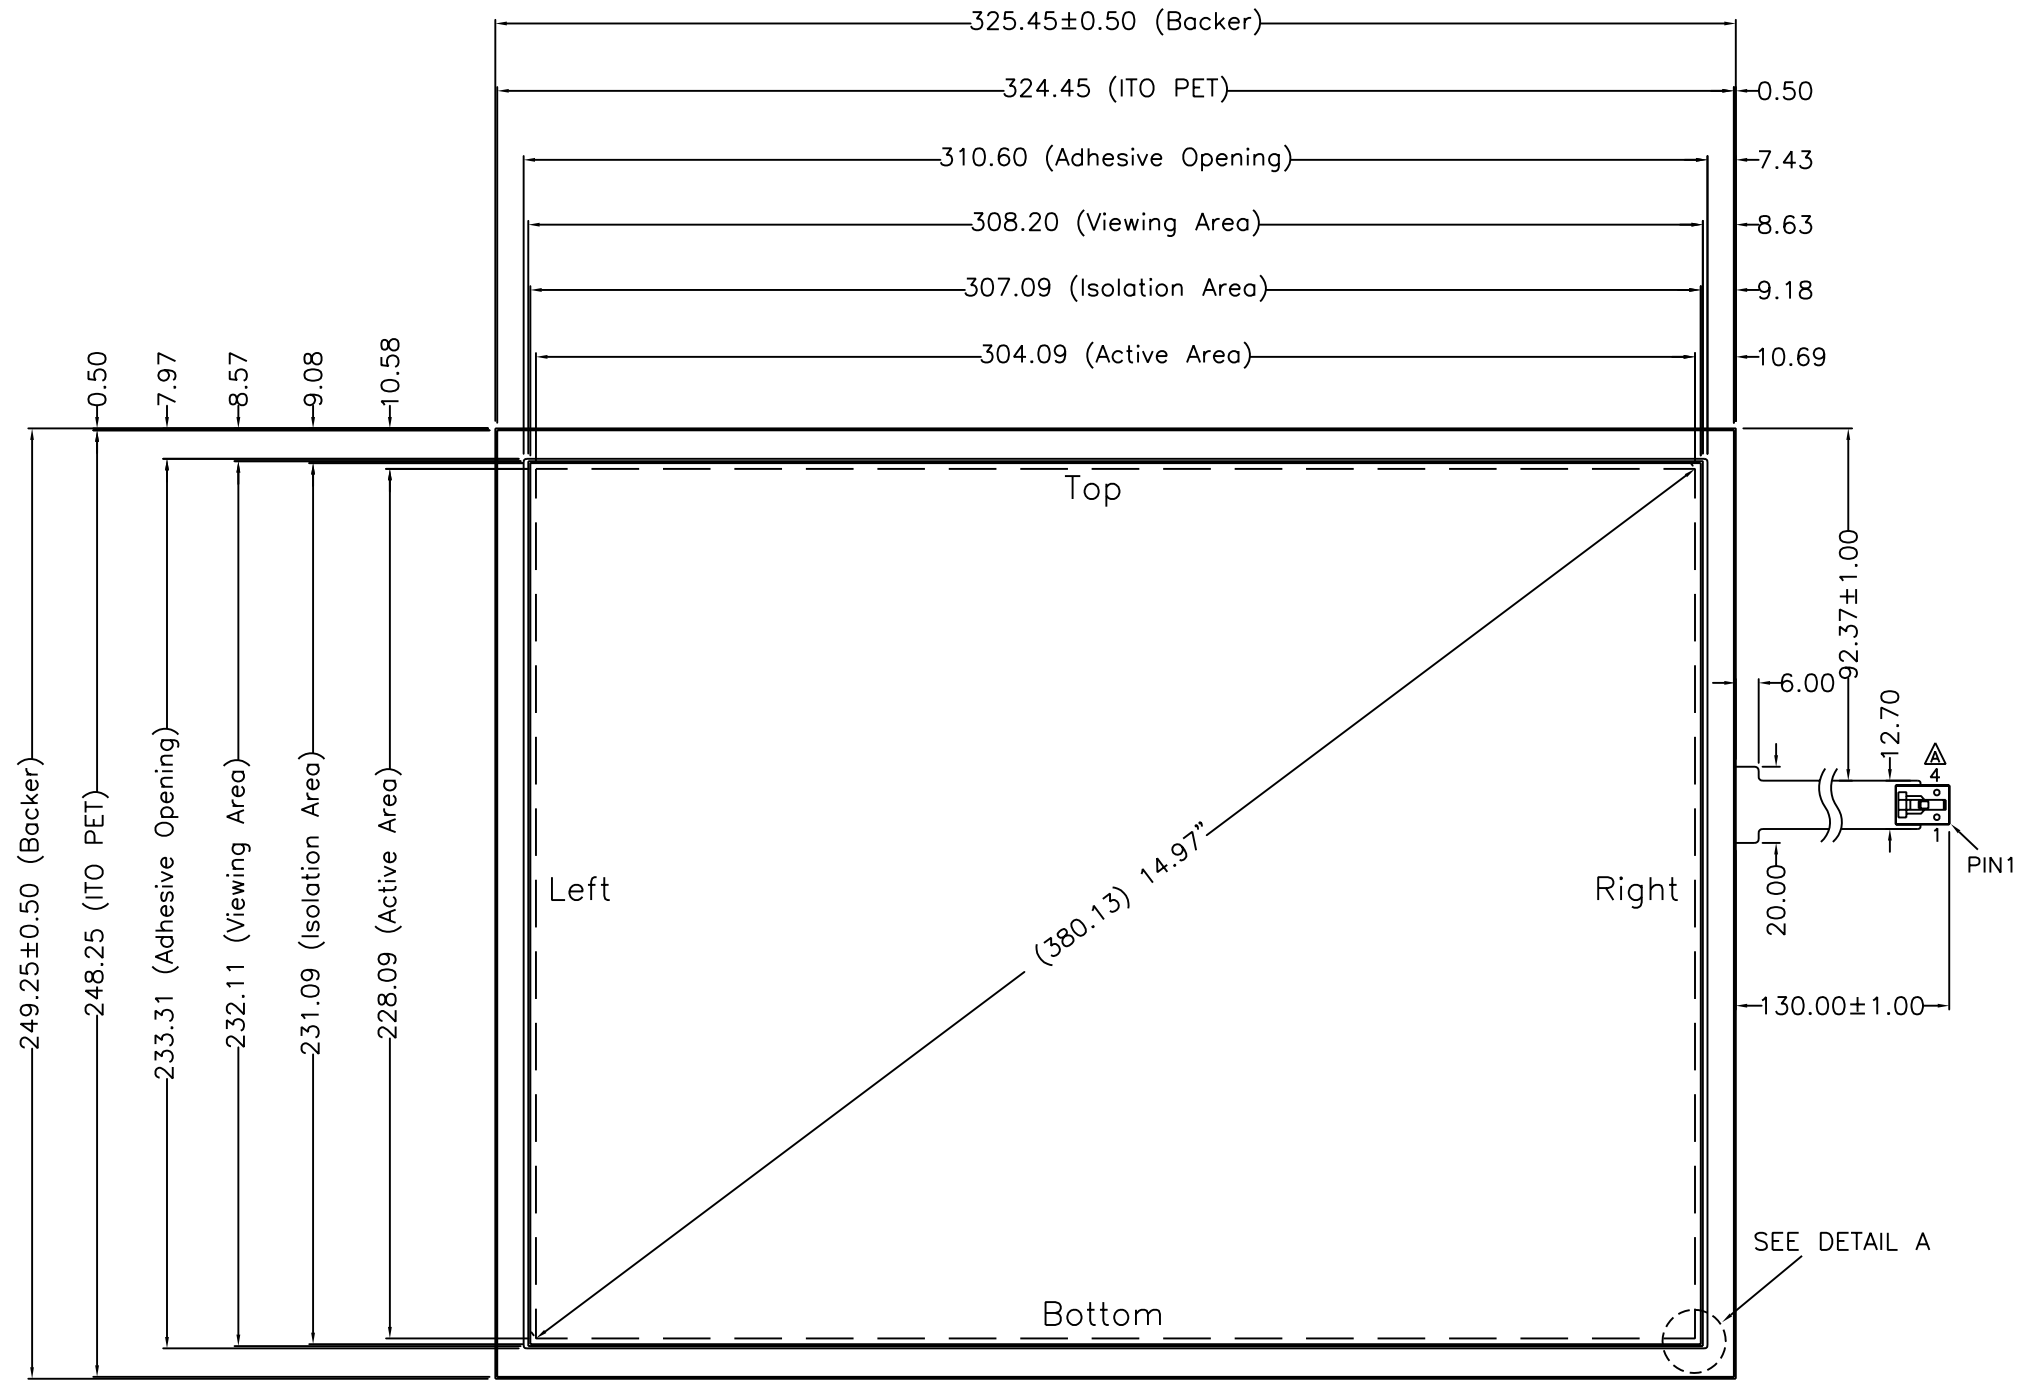 325.45±0.50 (Backer)
324.45 (ITO PET)
0.50
310.60 (Adhesive Opening)
7.43
308.20 (Viewing Area)
8.63
307.09 (Isolation Area)
9.18
304.09 (Active Area)
10.69
0.50
7.97
8.57
9.08
10.58
249.25±0.50 (Backer)
248.25 (ITO PET)
233.31 (Adhesive Opening)
232.11 (Viewing Area)
231.09 (Isolation Area)
228.09 (Active Area)
Top
Left
(380.13) 14.97”
Right
Bottom
92.37±1.00
6.00
12.70
A
4
1
PIN1
20.00
130.00±1.00
SEE DETAIL A